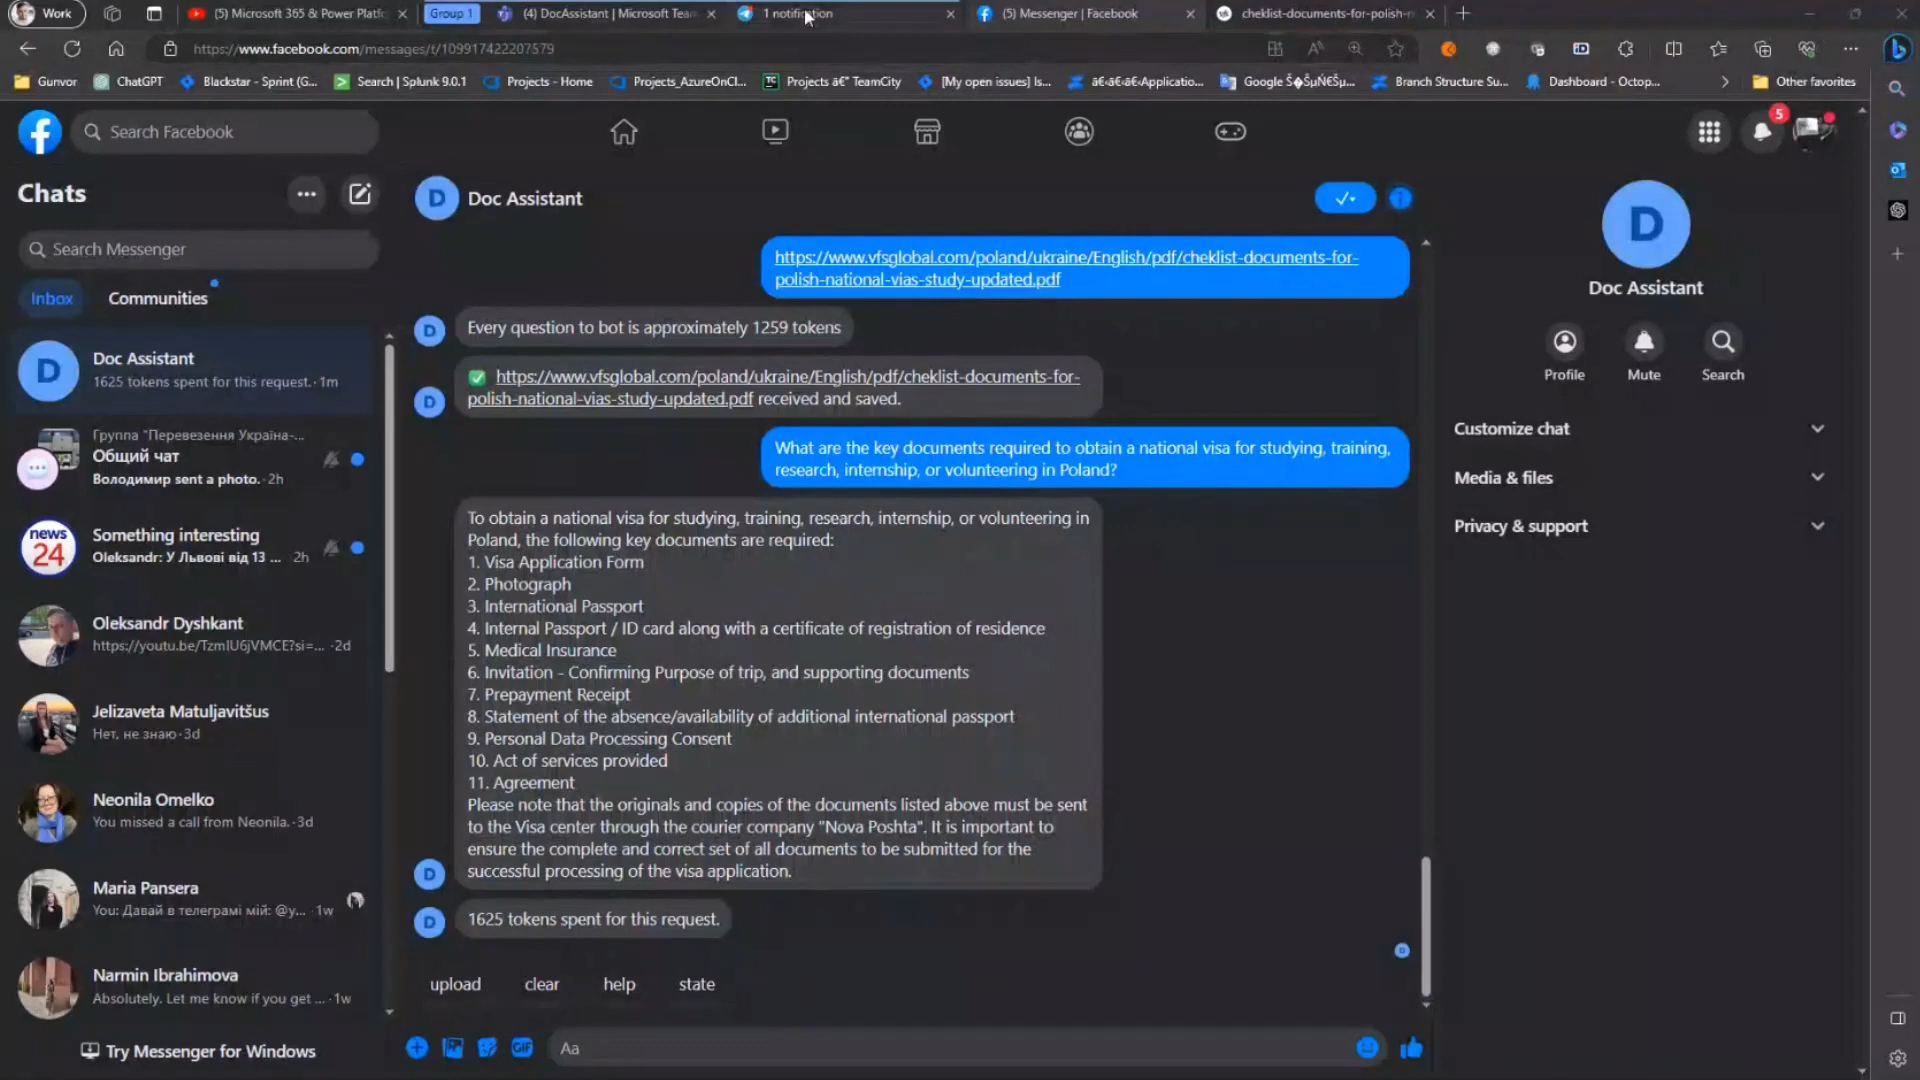 Work
(5) Microsoft 365 & Power Platf
Group 1
(4) DocAssistant | Microsoft Tea
1 notification
(5) Messenger | Facebook
cheklist-documents-for-polish-n
https://www.facebook.com/messages/t/109917422207579
Gunvor
ChatGPT
Blackstar - Sprint (G...
Search | Splunk 9.0.1
Projects - Home
Projects_AzureOnCl...
Projects â€" TeamCity
[My open issues] Is...
â€‹â€‹â€‹Applicatio...
Branch Structure Su...
Dashboard - Octop...
Other favorites
Search Facebook
5
Chats
Search Messenger
Inbox
Communities
Doc Assistant
1625 tokens spent for this request. · 1m
Группа "Перевезення Україна-...
Общий чат
Володимир sent a photo. · 2h
news
24
Something interesting
Oleksandr: У Львові від 13 ... 2h
Oleksandr Dyshkant
https://youtu.be/TzmlU6jVMCE?si=... · 2d
Jelizaveta Matuljavitšus
Нет, не знаю · 3d
Neonila Omelko
You missed a call from Neonila. · 3d
Maria Pansera
You: Давай в телеграмі мій: @y... · 1w
Narmin Ibrahimova
Absolutely. Let me know if you get ... · 1w
Try Messenger for Windows
D
Doc Assistant
https://www.vfsglobal.com/poland/ukraine/English/pdf/cheklist-documents-for-
polish-national-vias-study-updated.pdf
Every question to bot is approximately 1259 tokens
https://www.vfsglobal.com/poland/ukraine/English/pdf/cheklist-documents-for-
polish-national-vias-study-updated.pdf received and saved.
What are the key documents required to obtain a national visa for studying, training,
research, internship, or volunteering in Poland?
To obtain a national visa for studying, training, research, internship, or volunteering in
Poland, the following key documents are required:
1. Visa Application Form
2. Photograph
3. International Passport
4. Internal Passport / ID card along with a certificate of registration of residence
5. Medical Insurance
6. Invitation - Confirming Purpose of trip, and supporting documents
7. Prepayment Receipt
8. Statement of the absence/availability of additional international passport
9. Personal Data Processing Consent
10. Act of services provided
11. Agreement
Please note that the originals and copies of the documents listed above must be sent
to the Visa center through the courier company "Nova Poshta". It is important to
ensure the complete and correct set of all documents to be submitted for the
successful processing of the visa application.
1625 tokens spent for this request.
upload
clear
help
state
GIF
Aa
D
Doc Assistant
Profile
Mute
Search
Customize chat
Media & files
Privacy & support